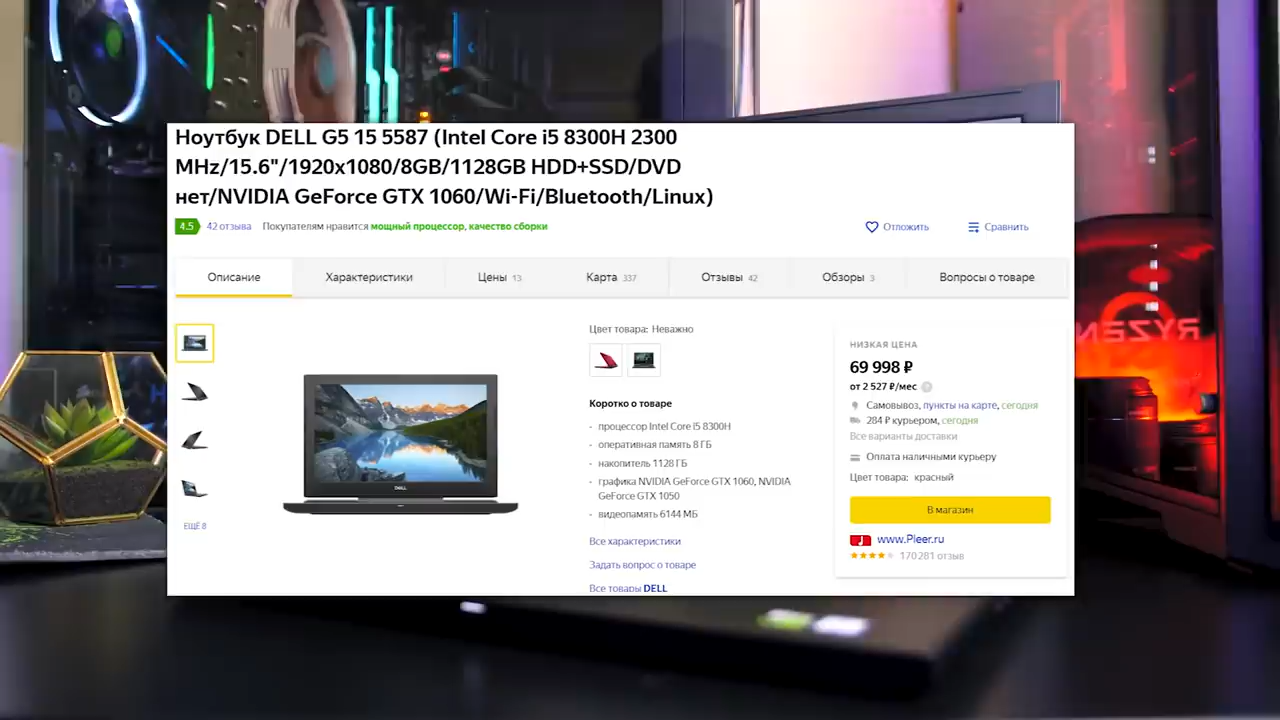 Ноутбук DELL G5 15 5587 (Intel Core i5 8300H 2300
MHz/15.6"/1920x1080/8GB/1128GB HDD+SSD/DVD
нет/NVIDIA GeForce GTX 1060/Wi-Fi/Bluetooth/Linux)
4.5 42 отзыва Покупателям нравится мощный процессор, качество сборки
Отложить Сравнить
Описание Характеристики Цены 13 Карта 337 Отзывы 42 Обзоры 3 Вопросы о товаре
Цвет товара: Неважно
Коротко о товаре
- процессор Intel Core i5 8300H
- оперативная память 8 ГБ
- накопитель 1128 ГБ
- графика NVIDIA GeForce GTX 1060, NVIDIA
GeForce GTX 1050
- видеопамять 6144 МБ
Все характеристики
Задать вопрос о товаре
Все товары DELL
ЕЩЁ 8
DELL
НИЗКАЯ ЦЕНА
69 998 ₽
от 2 527 ₽/мес ?
Самовывоз, пункты на карте, сегодня
284 ₽ курьером, сегодня
Все варианты доставки
Оплата наличными курьеру
Цвет товара: красный
В магазин
www.Pleer.ru
170281 отзыв
RYZEN